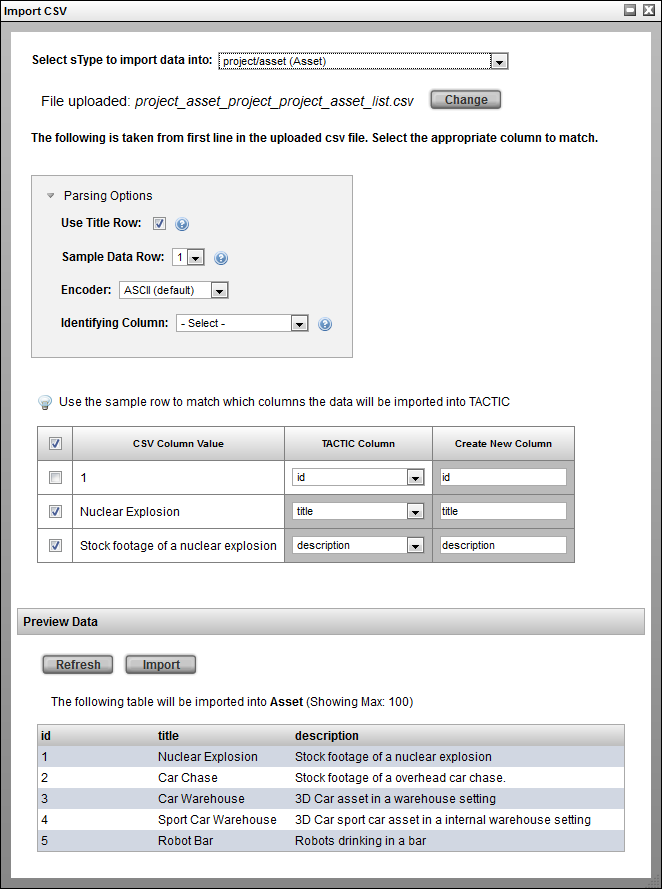 Import CSV
Select sType to import data into: project/asset (Asset)
File uploaded: project_asset_project_project_asset_list.csv Change
The following is taken from first line in the uploaded csv file. Select the appropriate column to match.
Parsing Options
Use Title Row: ?
Sample Data Row: 1 ?
Encoder: ASCII (default)
Identifying Column: - Select - ?
Use the sample row to match which columns the data will be imported into TACTIC
CSV Column Value TACTIC Column Create New Column
1 id id
Nuclear Explosion title title
Stock footage of a nuclear explosion description description
Preview Data
Refresh Import
The following table will be imported into Asset (Showing Max: 100)
id title description
1 Nuclear Explosion Stock footage of a nuclear explosion
2 Car Chase Stock footage of a overhead car chase.
3 Car Warehouse 3D Car asset in a warehouse setting
4 Sport Car Warehouse 3D Car sport car asset in a internal warehouse setting
5 Robot Bar Robots drinking in a bar